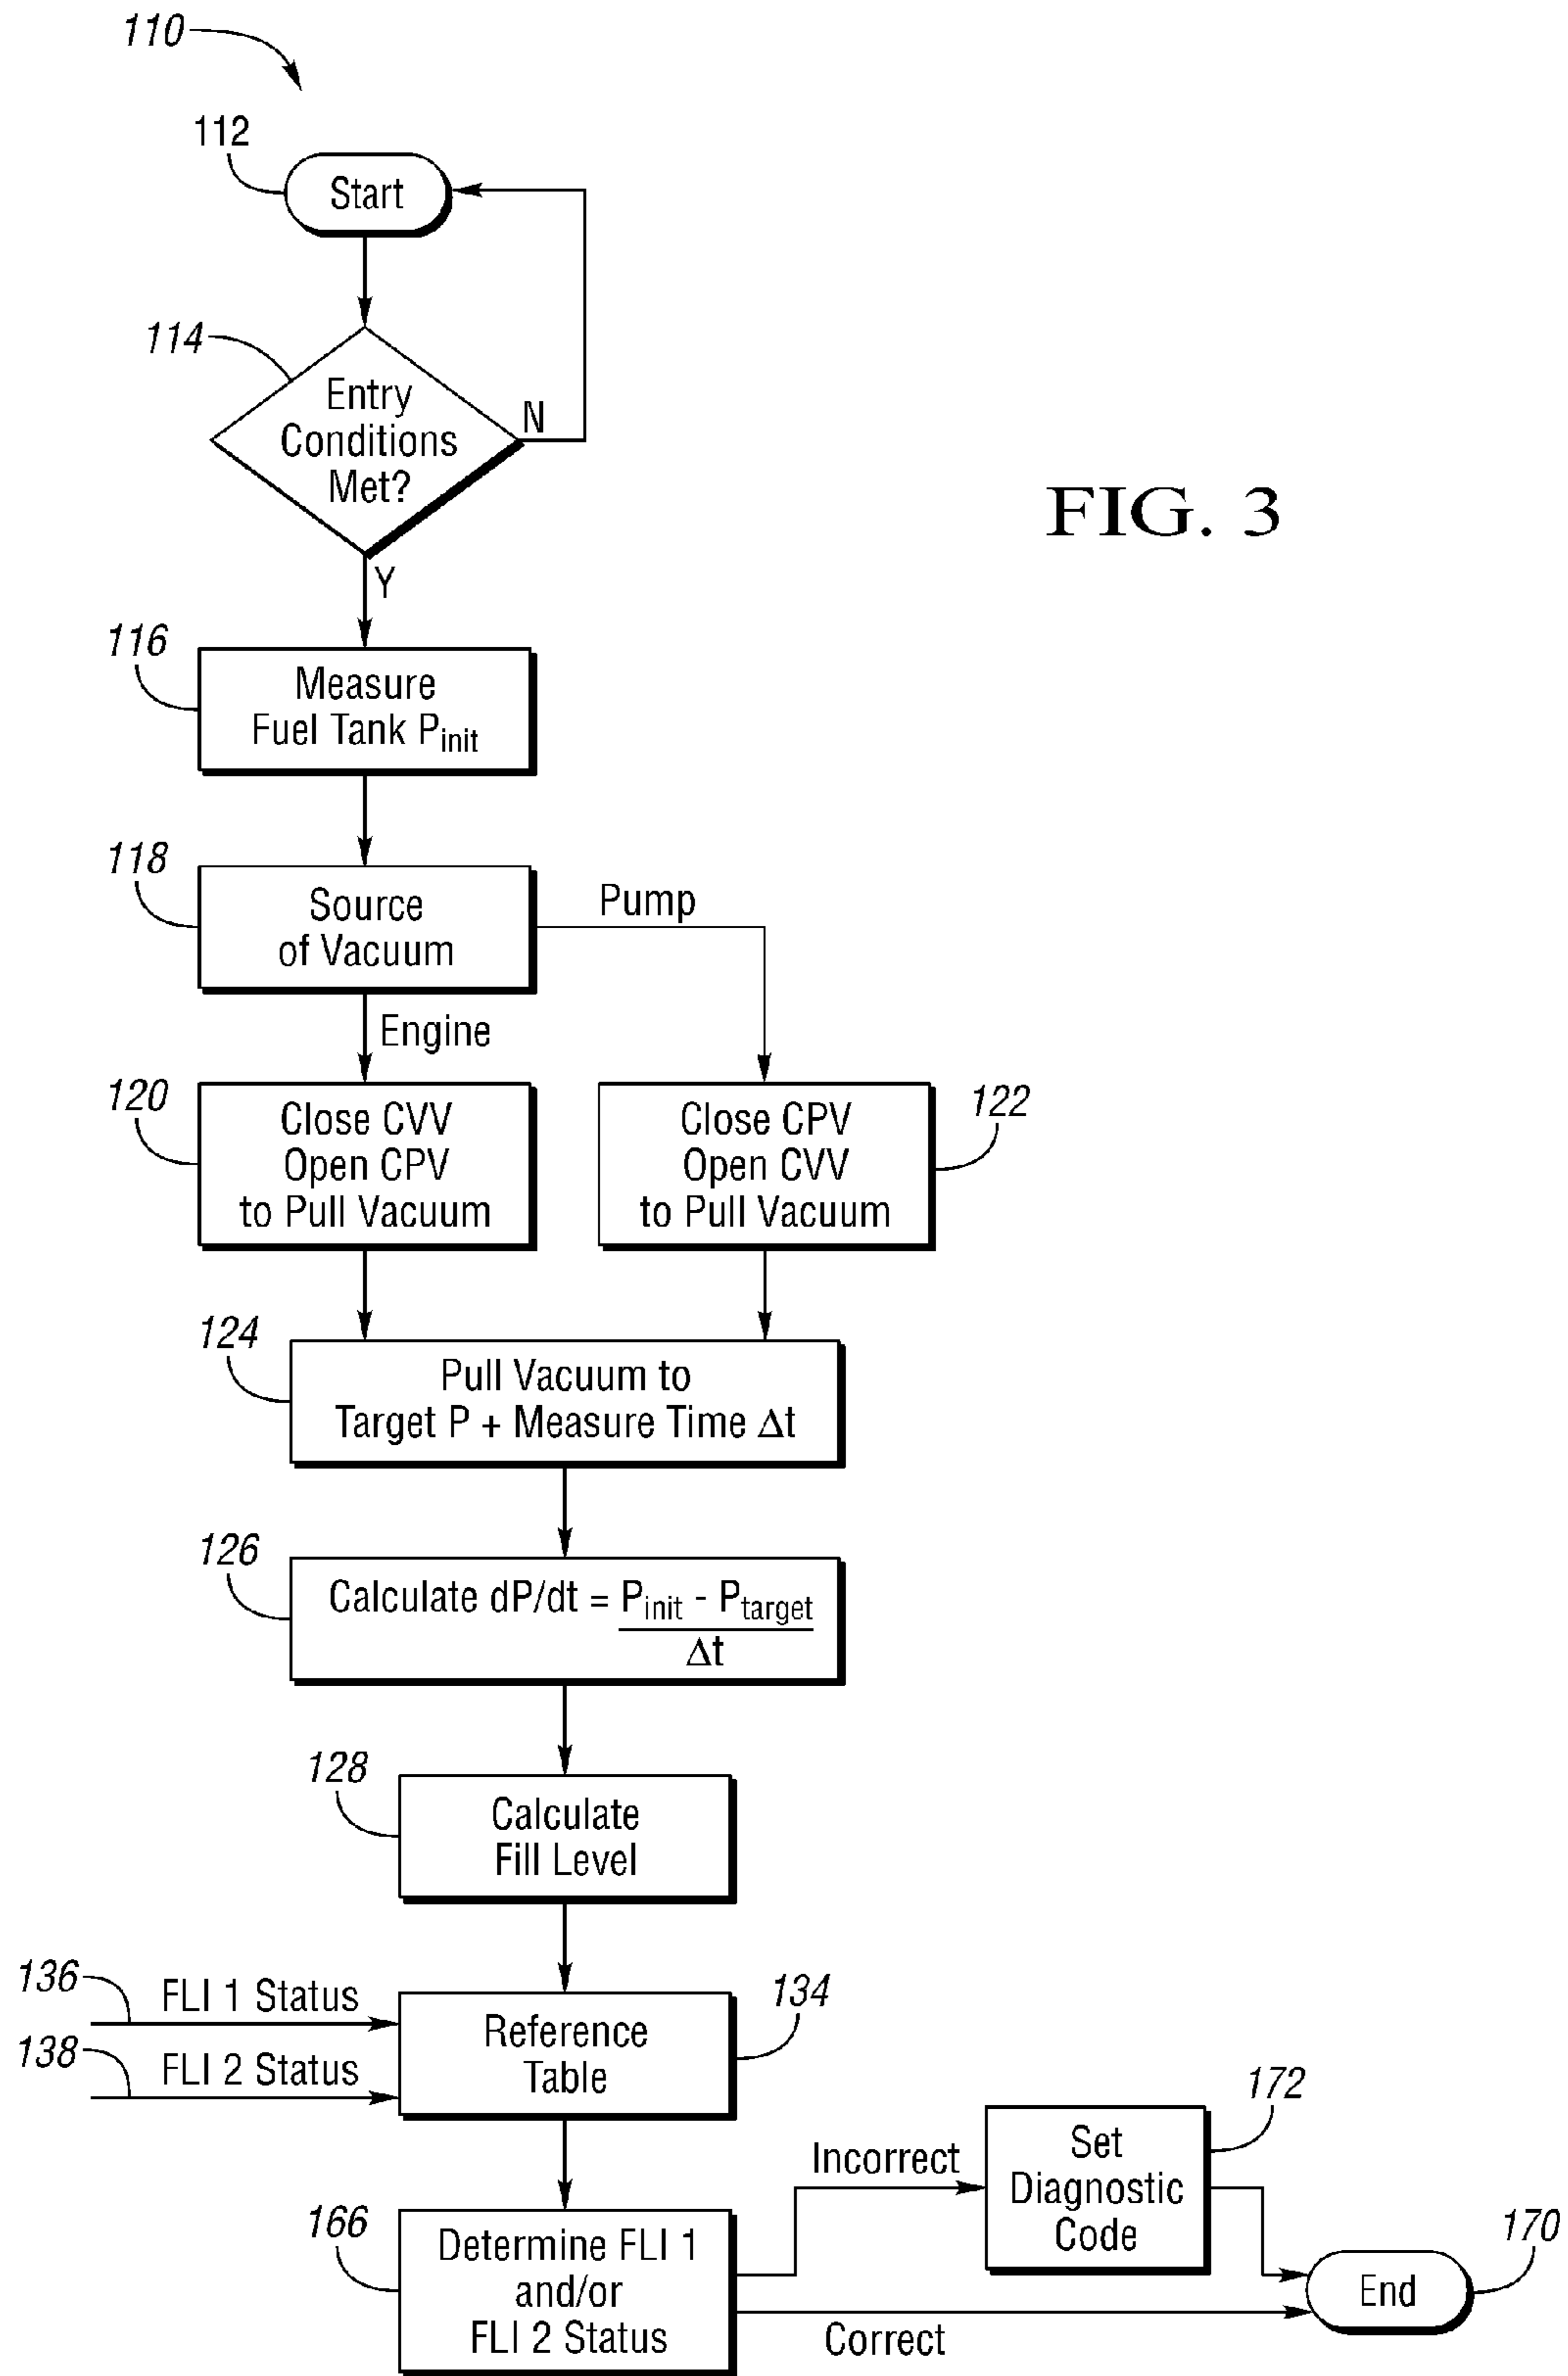 110
112
Start
114
Entry
Conditions
Met?
N
Y
FIG. 3
116
Measure
Fuel Tank Pinit
118
Source
of Vacuum
Pump
Engine
120
Close CVV
Open CPV
to Pull Vacuum
Close CPV
Open CVV
to Pull Vacuum
122
124
Pull Vacuum to
Target P + Measure Time Δt
126
Calculate dP/dt = Pinit - Ptarget
Δt
128
Calculate
Fill Level
136
FLI 1 Status
138
FLI 2 Status
Reference
Table
134
166
Determine FLI 1
and/or
FLI 2 Status
Incorrect
Correct
Set
Diagnostic
Code
172
End
170